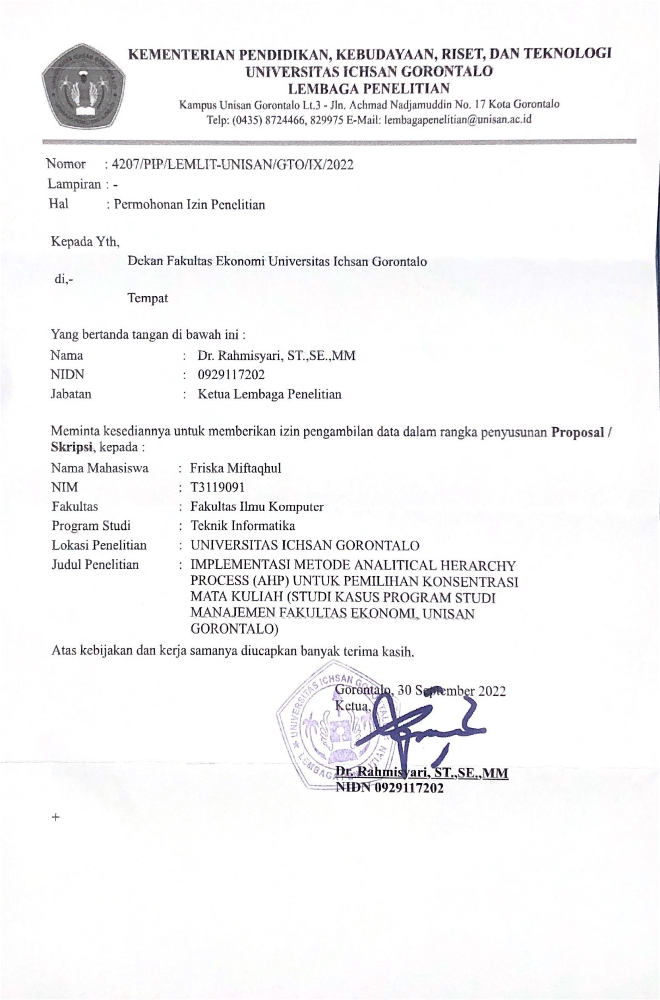 KEMENTERIAN PENDIDIKAN, KEBUDAYAAN, RISET, DAN TEKNOLOGI
UNIVERSITAS ICHSAN GORONTALO
LEMBAGA PENELITIAN
Kampus Unisan Gorontalo Lt.3 - Jln. Achmad Nadjamuddin No. 17 Kota Gorontalo
Telp: (0435) 8724466, 829975 E-Mail: lembagapenelitian@unisan.ac.id
Nomor : 4207/PIP/LEMLIT-UNISAN/GTO/IX/2022
Lampiran : -
Hal : Permohonan Izin Penelitian
Kepada Yth,
Dekan Fakultas Ekonomi Universitas Ichsan Gorontalo
di,-
Tempat
Yang bertanda tangan di bawah ini :
Nama : Dr. Rahmisyari, ST.,SE.,MM
NIDN : 0929117202
Jabatan : Ketua Lembaga Penelitian
Meminta kesediannya untuk memberikan izin pengambilan data dalam rangka penyusunan Proposal /
Skripsi, kepada :
Nama Mahasiswa : Friska Miftaqhul
NIM : T3119091
Fakultas : Fakultas Ilmu Komputer
Program Studi : Teknik Informatika
Lokasi Penelitian : UNIVERSITAS ICHSAN GORONTALO
Judul Penelitian : IMPLEMENTASI METODE ANALITICAL HERARCHY
PROCESS (AHP) UNTUK PEMILIHAN KONSENTRASI
MATA KULIAH (STUDI KASUS PROGRAM STUDI
MANAJEMEN FAKULTAS EKONOMI, UNISAN
GORONTALO)
Atas kebijakan dan kerja samanya diucapkan banyak terima kasih.
UNIVERSITAS ICHSAN GORONTALO
LEMBAGA PENELITIAN
Gorontalo, 30 September 2022
Ketua,
Dr. Rahmisyari, ST.,SE.,MM
NIDN 0929117202
+